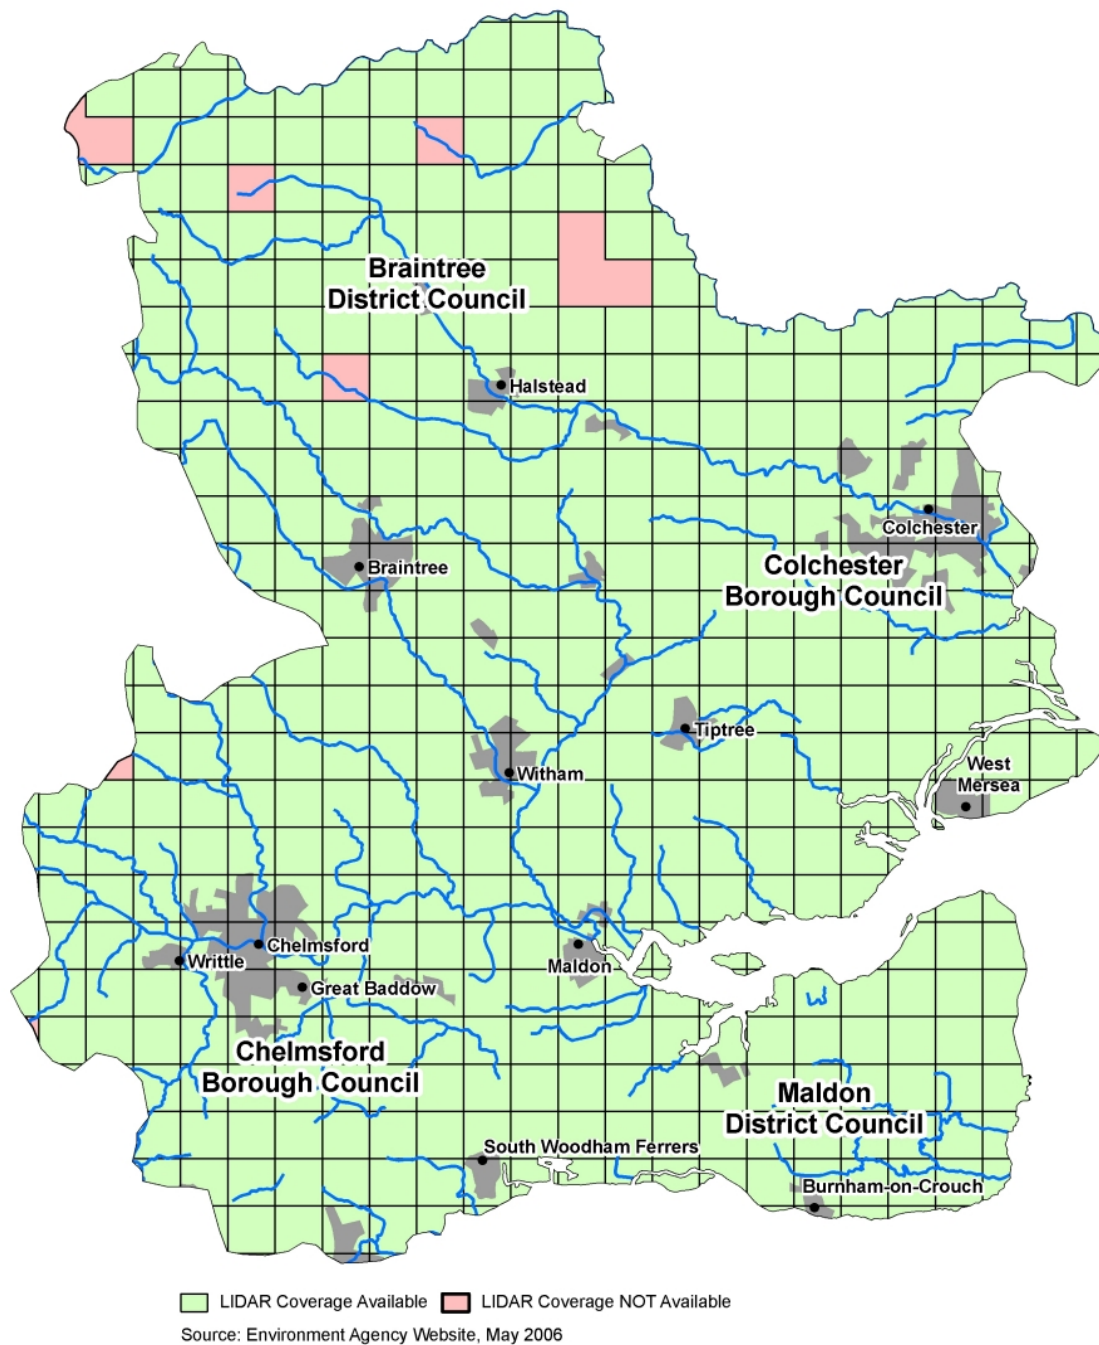 Braintree
District Council
Halstead
Colchester
Colchester
Borough Council
Braintree
Tiptree
West
Mersea
Witham
Chelmsford
Writtle
Maldon
Great Baddow
Chelmsford
Borough Council
Maldon
District Council
South Woodham Ferrers
Burnham-on-Crouch
LIDAR Coverage Available
LIDAR Coverage NOT Available
Source: Environment Agency Website, May 2006